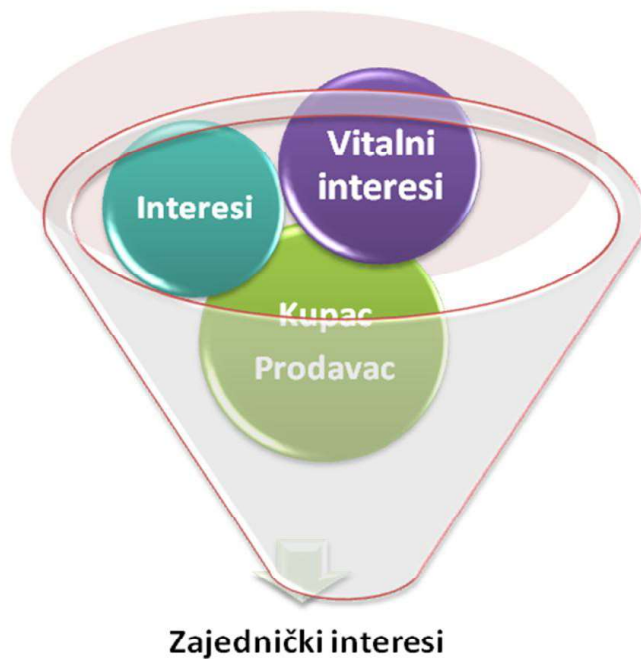 Vitalni
interesi
Interesi
Kupac
Prodavac
Zajednički interesi